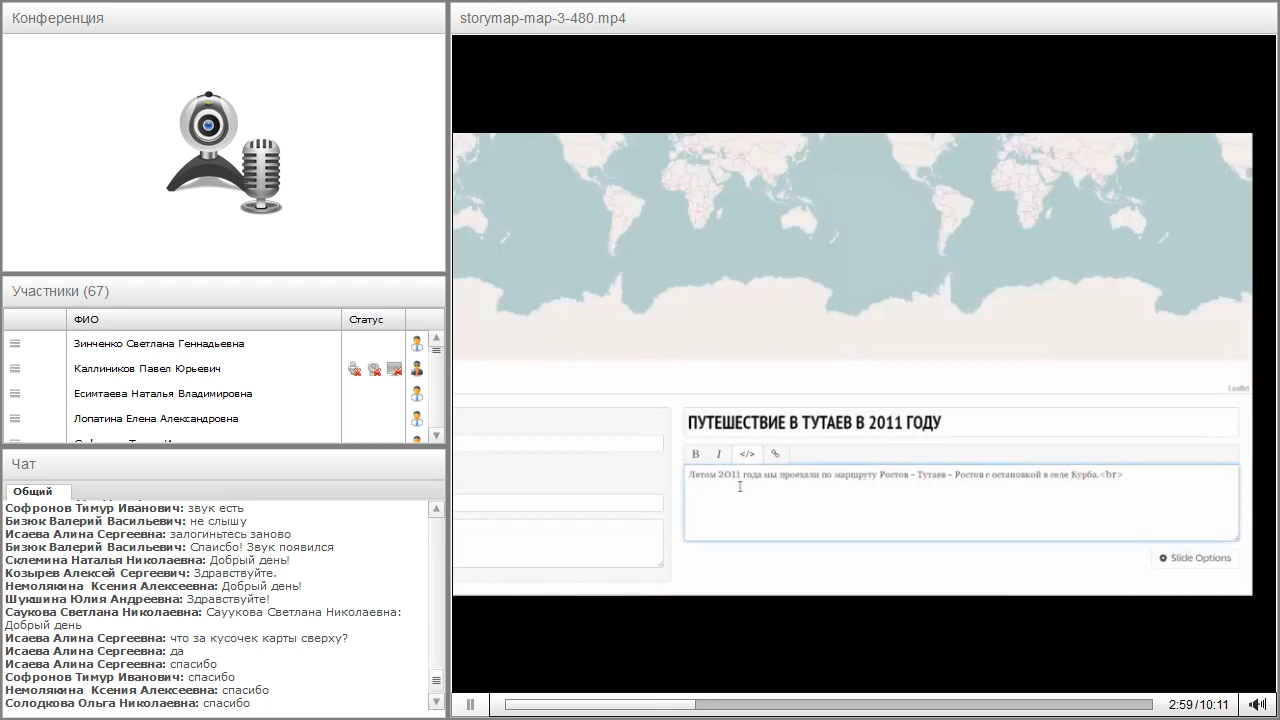 Конференция
Участники (67)
ФИО
Статус
Зинченко Светлана Геннадьевна
Каллиников Павел Юрьевич
Есимтаева Наталья Владимировна
Лопатина Елена Александровна
Чат
Общий
Софронов Тимур Иванович: звук есть
Бизюк Валерий Васильевич: не слышу
Исаева Алина Сергеевна: залогиньтесь заново
Бизюк Валерий Васильевич: Спаисбо! Звук появился
Склемина Наталья Николаевна: Добрый день!
Козырев Алексей Сергеевич: Здравствуйте.
Немолякина Ксения Алексеевна: Добрый день!
Шукшина Юлия Андреевна: Здравствуйте!
Саукова Светлана Николаевна: Сауукова Светлана Николаевна:
Добрый день
Исаева Алина Сергеевна: что за кусочек карты сверху?
Исаева Алина Сергеевна: да
Исаева Алина Сергеевна: спасибо
Софронов Тимур Иванович: спасибо
Немолякина Ксения Алексеевна: спасибо
Солодкова Ольга Николаевна: спасибо
storymap-map-3-480.mp4
Leaflet
ПУТЕШЕСТВИЕ В ТУТАЕВ В 2011 ГОДУ
B I </>
Летом 2011 года мы проехали по маршруту Ростов - Тутаев - Ростов с остановкой в селе Курба.<br>
Slide Options
2:59/10:11